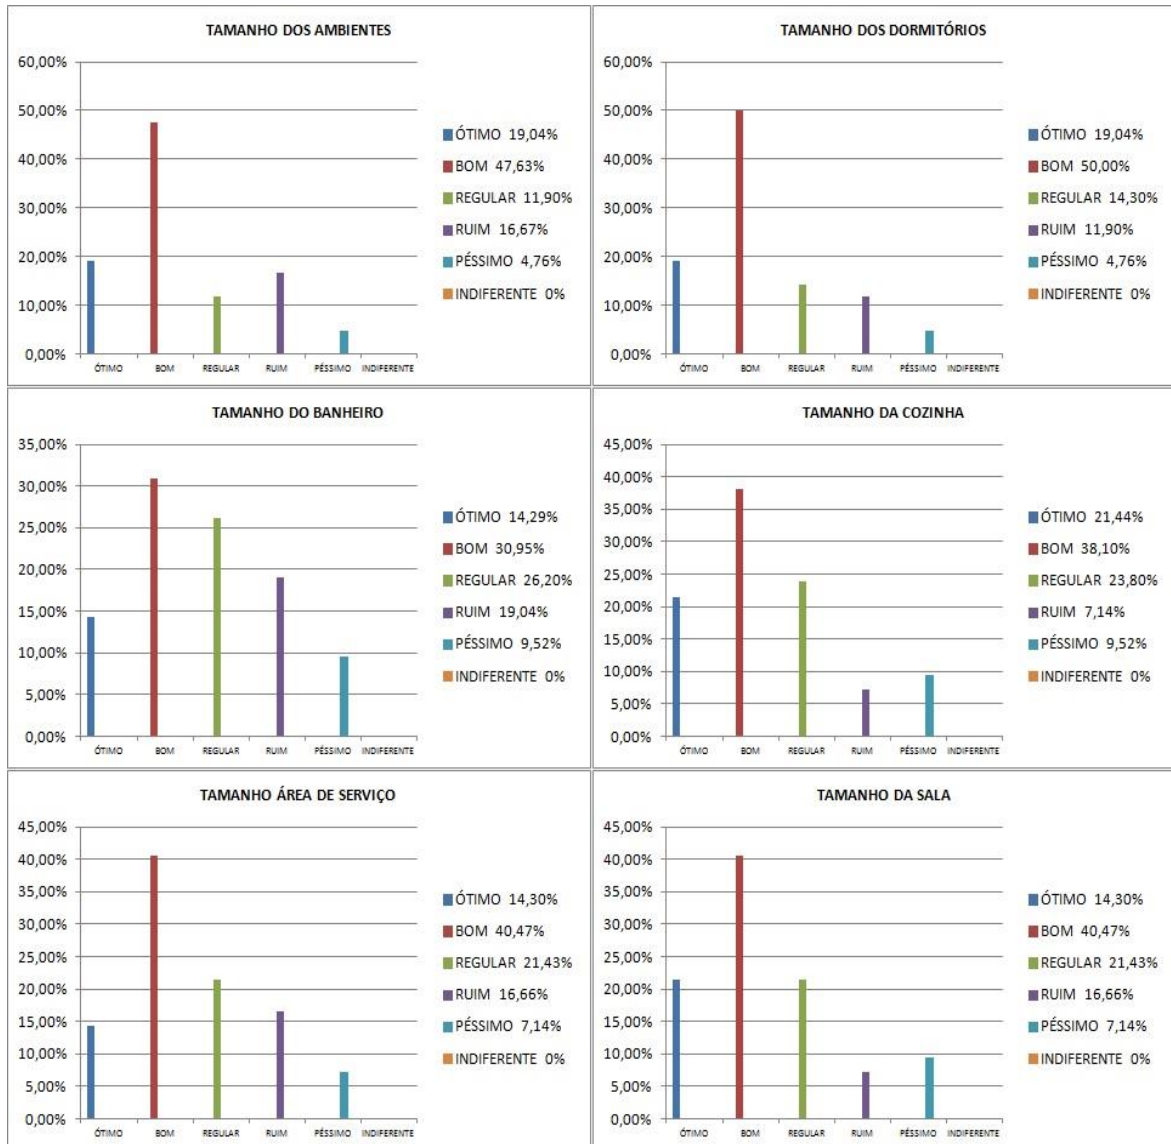 TAMANHO DOS AMBIENTES
60,00%
50,00%
40,00%
30,00%
20,00%
10,00%
0,00%
ÓTIMO BOM REGULAR RUIM PÉSSIMO INDIFERENTE
ÓTIMO 19,04%
BOM 47,63%
REGULAR 11,90%
RUIM 16,67%
PÉSSIMO 4,76%
INDIFERENTE 0%
TAMANHO DOS DORMITÓRIOS
60,00%
50,00%
40,00%
30,00%
20,00%
10,00%
0,00%
ÓTIMO BOM REGULAR RUIM PÉSSIMO INDIFERENTE
ÓTIMO 19,04%
BOM 50,00%
REGULAR 14,30%
RUIM 11,90%
PÉSSIMO 4,76%
INDIFERENTE 0%
TAMANHO DO BANHEIRO
35,00%
30,00%
25,00%
20,00%
15,00%
10,00%
5,00%
0,00%
ÓTIMO BOM REGULAR RUIM PÉSSIMO INDIFERENTE
ÓTIMO 14,29%
BOM 30,95%
REGULAR 26,20%
RUIM 19,04%
PÉSSIMO 9,52%
INDIFERENTE 0%
TAMANHO DA COZINHA
45,00%
40,00%
35,00%
30,00%
25,00%
20,00%
15,00%
10,00%
5,00%
0,00%
ÓTIMO BOM REGULAR RUIM PÉSSIMO INDIFERENTE
ÓTIMO 21,44%
BOM 38,10%
REGULAR 23,80%
RUIM 7,14%
PÉSSIMO 9,52%
INDIFERENTE 0%
TAMANHO ÁREA DE SERVIÇO
45,00%
40,00%
35,00%
30,00%
25,00%
20,00%
15,00%
10,00%
5,00%
0,00%
ÓTIMO BOM REGULAR RUIM PÉSSIMO INDIFERENTE
ÓTIMO 14,30%
BOM 40,47%
REGULAR 21,43%
RUIM 16,66%
PÉSSIMO 7,14%
INDIFERENTE 0%
TAMANHO DA SALA
45,00%
40,00%
35,00%
30,00%
25,00%
20,00%
15,00%
10,00%
5,00%
0,00%
ÓTIMO BOM REGULAR RUIM PÉSSIMO INDIFERENTE
ÓTIMO 14,30%
BOM 40,47%
REGULAR 21,43%
RUIM 16,66%
PÉSSIMO 7,14%
INDIFERENTE 0%